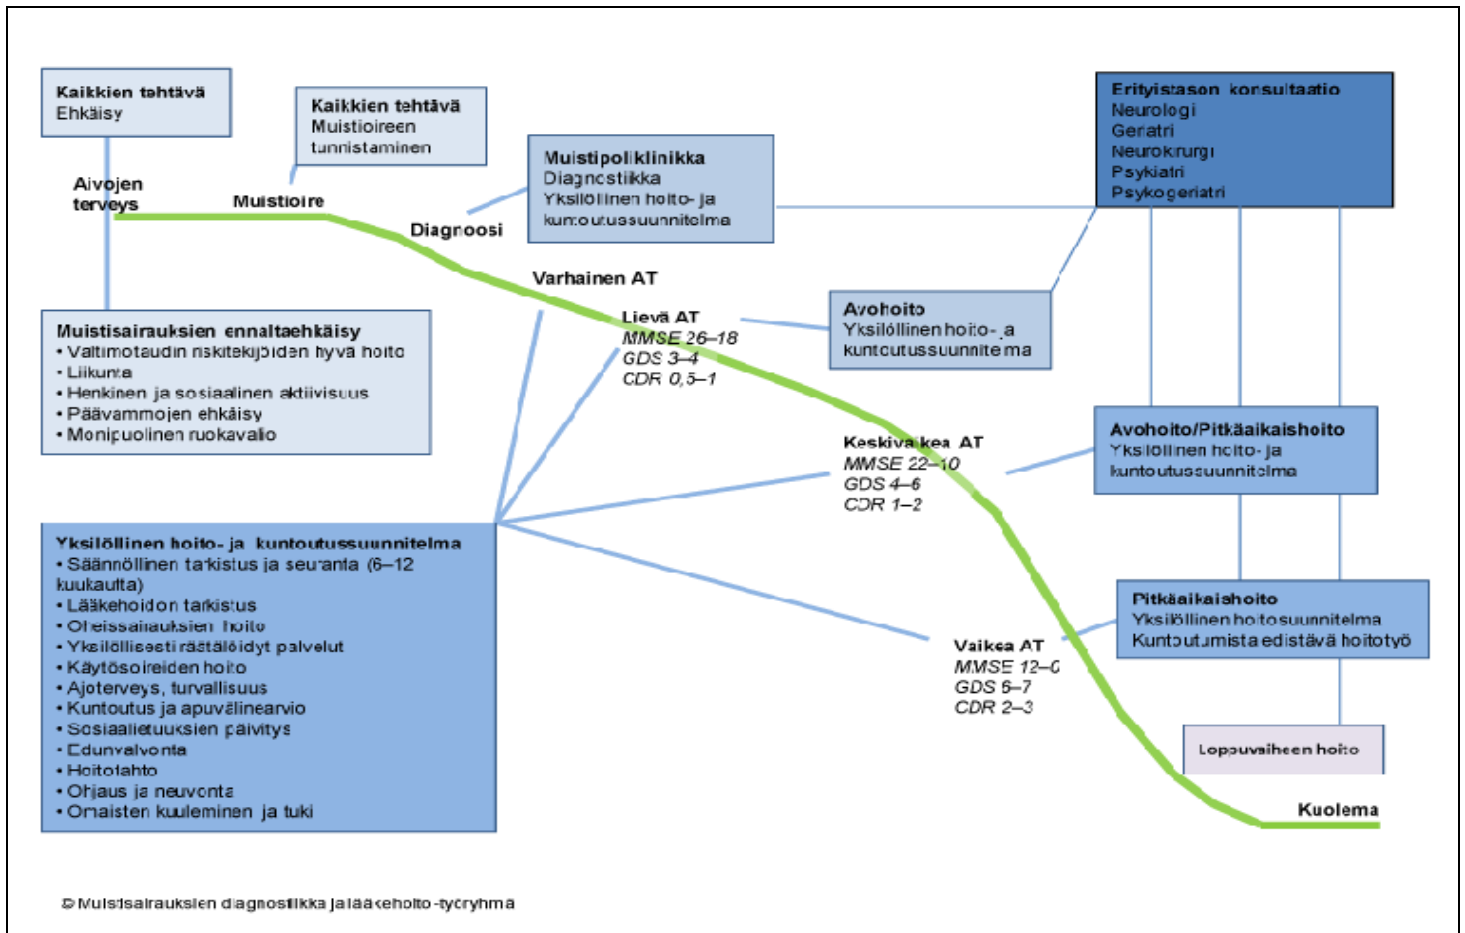 Kaikkien tehtävä
Ehkäisy
Kaikkien tehtävä
Muistioireen
tunnistaminen
Erityistason konsultaatio
Neurologi
Geriatri
Neurokirurgi
Psykiatri
Psykogeriatri
Muistipoliklinikka
Diagnostiikka
Yksilöllinen hoito- ja
kuntoutussuunnitelma
Aivojen
terveys
Muistioire
Diagnoosi
Varhainen AT
Lievä AT
MMSE 26–18
GDS 3–4
CDR 0,5–1
Avohoito
Yksilöllinen hoito- ja
kuntoutussuunnitelma
Muistisairauksien ennaltaehkäisy
• Valtimotaudin riskitekijöiden hyvä hoito
• Liikunta
• Henkinen ja sosiaalinen aktiivisuus
• Päävammojen ehkäisy
• Monipuolinen ruokavalio
Keskivaikea AT
MMSE 22–10
GDS 4–6
CDR 1–2
Avohoito/Pitkäaikaishoito
Yksilöllinen hoito- ja
kuntoutussuunnitelma
Yksilöllinen hoito- ja kuntoutussuunnitelma
• Säännöllinen tarkistus ja seuranta (6–12
kuukautta)
• Lääkehoidon tarkistus
• Oheissairauksien hoito
• Yksilöllisesti räätälöidyt palvelut
• Käytösoireiden hoito
• Ajoterveys, turvallisuus
• Kuntoutus ja apuvälinearvio
• Sosiaalietuuksien päivitys
• Edunvalvonta
• Hoitotahto
• Ohjaus ja neuvonta
• Omaisten kuuleminen ja tuki
Pitkäaikaishoito
Yksilöllinen hoitosuunnitelma
Kuntoutumista edistävä hoitotyö
Vaikea AT
MMSE 12–0
GDS 6–7
CDR 2–3
Loppuvaiheen hoito
Kuolema
© Muistisairauksien diagnostiikka ja lääkehoito -työryhmä